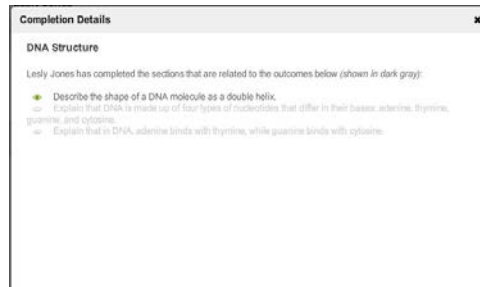 Completion Details
DNA Structure
Lesly Jones has completed the sections that are related to the outcomes below (shown in dark gray):
Describe the shape of a DNA molecule as a double helix.
Explain that DNA is made up of four types of nucleotides that differ in their bases: adenine, thymine,
guanine, and cytosine.
Explain that in DNA, adenine binds with thymine, while guanine binds with cytosine.